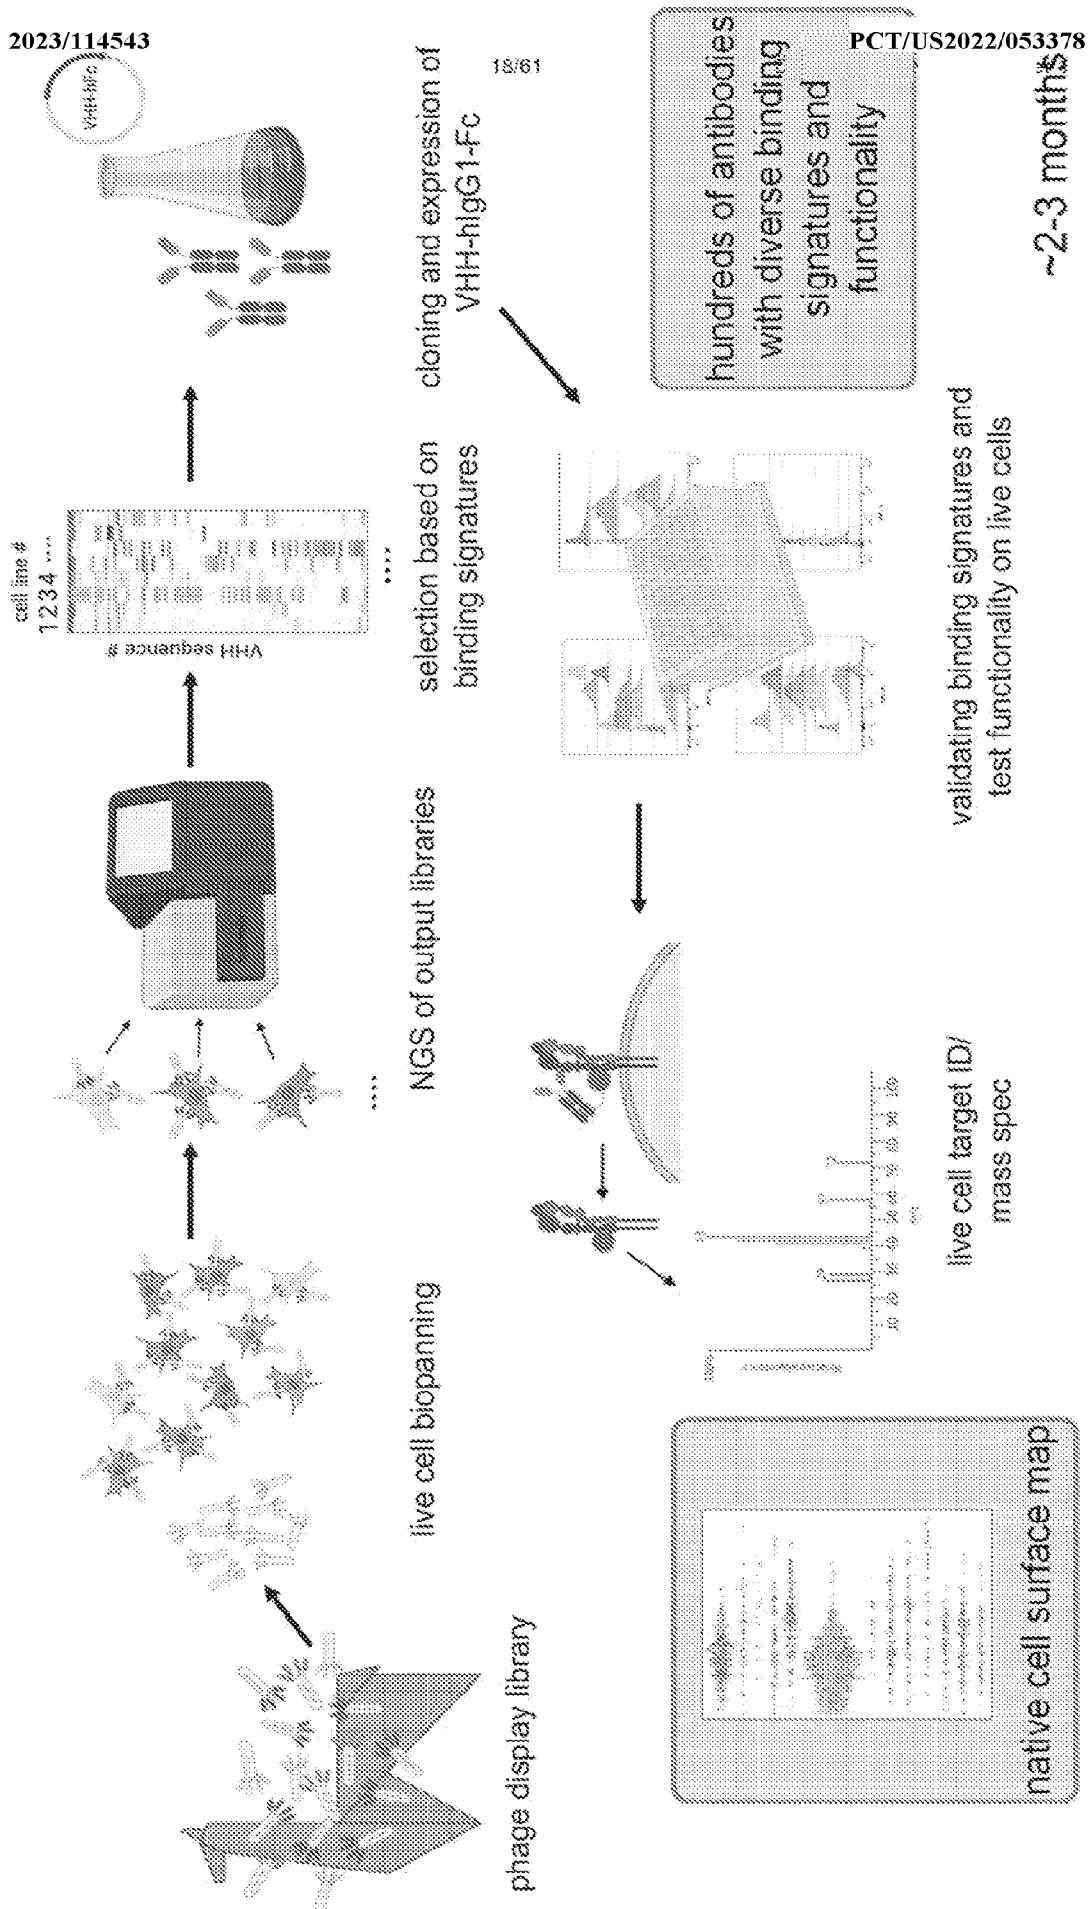 2023/114543
PCT/US2022/053378
18/61
phage display library
live cell biopanning
NGS of output libraries
....
cell line #
1 2 3 4 ....
VHH sequence #
....
selection based on
binding signatures
VHH-hFc
cloning and expression of
VHH-hIgG1-Fc
validating binding signatures and
test functionality on live cells
live cell target ID/
mass spec
hundreds of antibodies
with diverse binding
signatures and
functionality
native cell surface map
~2-3 months